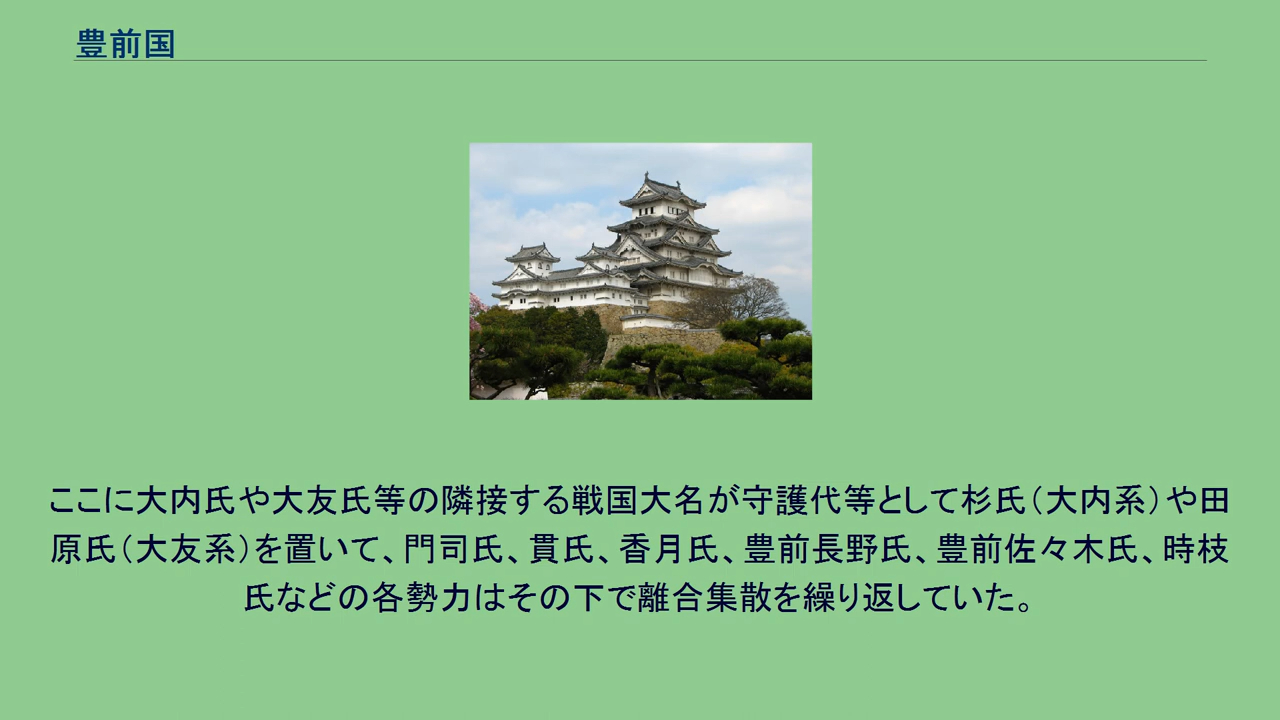 豊前国
ここに大内氏や大友氏等の隣接する戦国大名が守護代等として杉氏（大内系）や田
原氏（大友系）を置いて、門司氏、貫氏、香月氏、豊前長野氏、豊前佐々木氏、時枝
氏などの各勢力はその下で離合集散を繰り返していた。